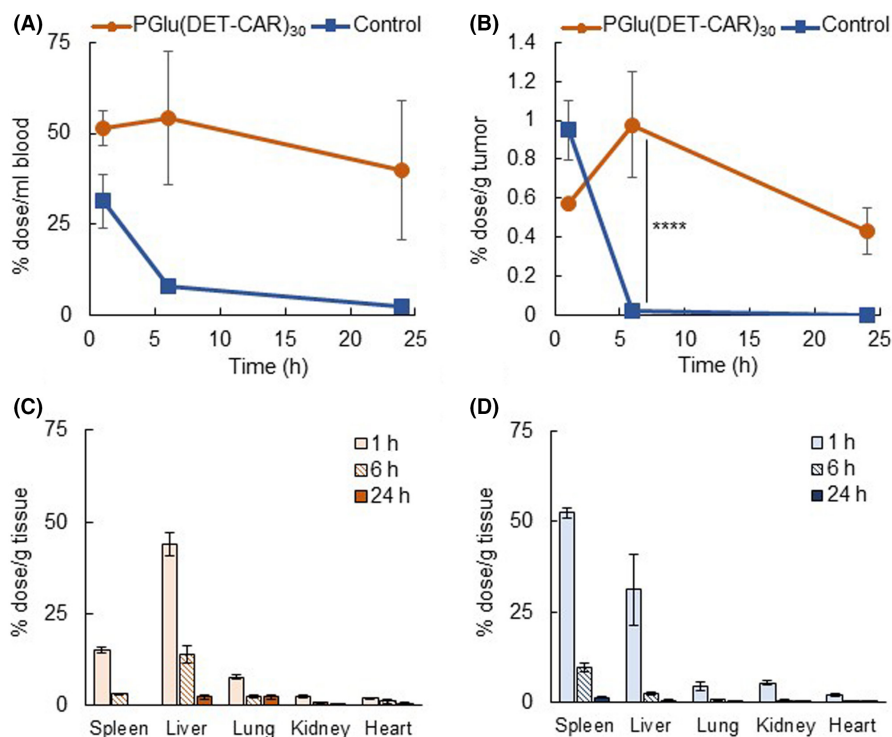 (A)
PGlu(DET-CAR)30 Control
75
50
25
0
% dose/ml blood
0 5 10 15 20 25
Time (h)
(B)
PGlu(DET-CAR)30 Control
1.4
1.2
1
0.8
0.6
0.4
0.2
0
% dose/g tumor
****
0 5 10 15 20 25
Time (h)
(C)
75
50
25
0
% dose/g tissue
1 h
6 h
24 h
Spleen Liver Lung Kidney Heart
(D)
75
50
25
0
% dose/g tissue
1 h
6 h
24 h
Spleen Liver Lung Kidney Heart